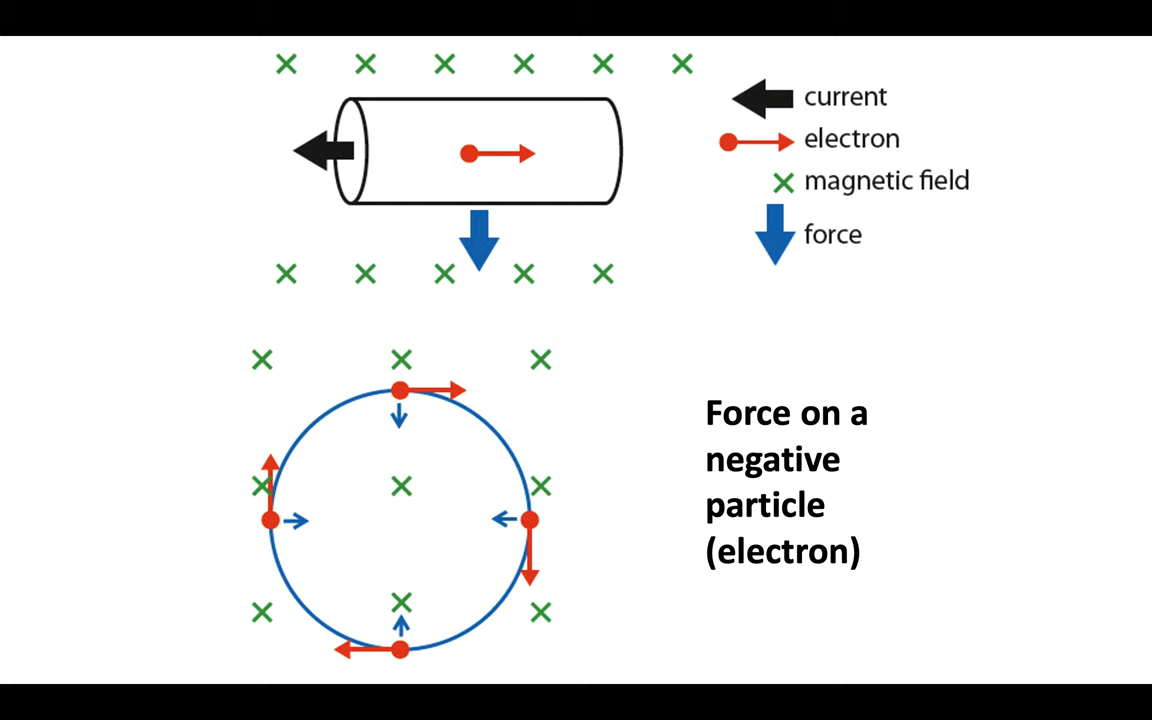 current
electron
magnetic field
force
Force on a
negative
particle
(electron)